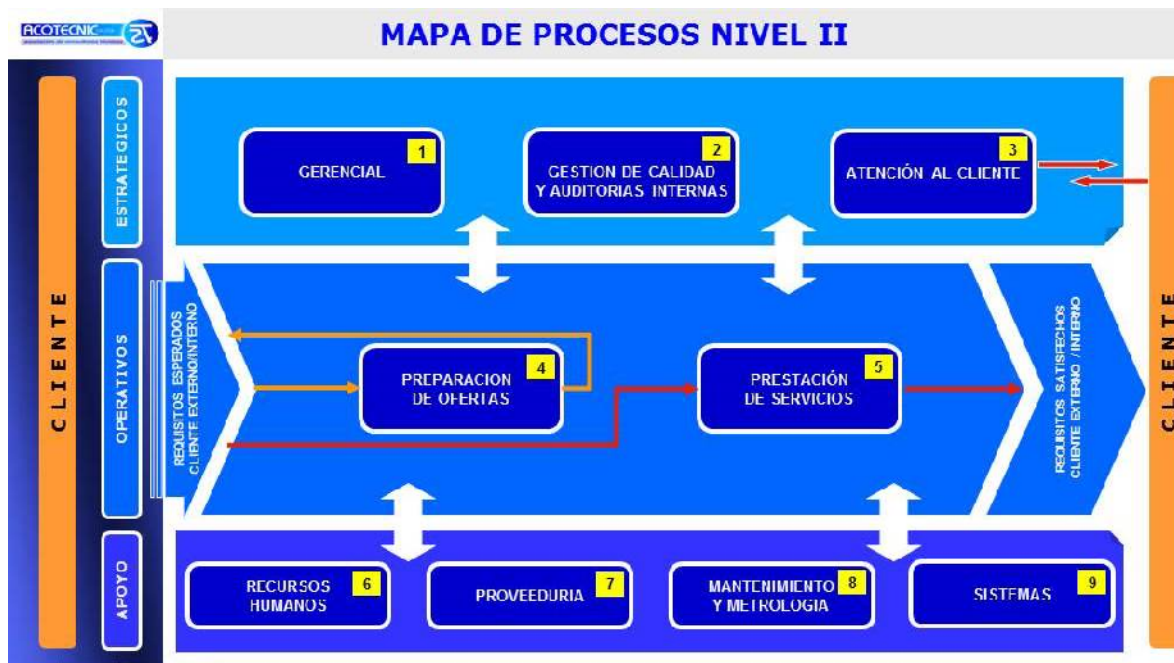 ACOTECNIC
MAPA DE PROCESOS NIVEL II
CLIENTE
ESTRATEGICOS
GERENCIAL
1
GESTION DE CALIDAD
Y AUDITORIAS INTERNAS
2
ATENCIÓN AL CLIENTE
3
OPERATIVOS
REQUISITOS ESPERADOS
CLIENTE EXTERNO/INTERNO
PREPARACION
DE OFERTAS
4
PRESTACIÓN
DE SERVICIOS
5
REQUISITOS SATISFECHOS
CLIENTE EXTERNO / INTERNO
CLIENTE
APOYO
RECURSOS
HUMANOS
6
PROVEEDURIA
7
MANTENIMIENTO
Y METROLOGIA
8
SISTEMAS
9